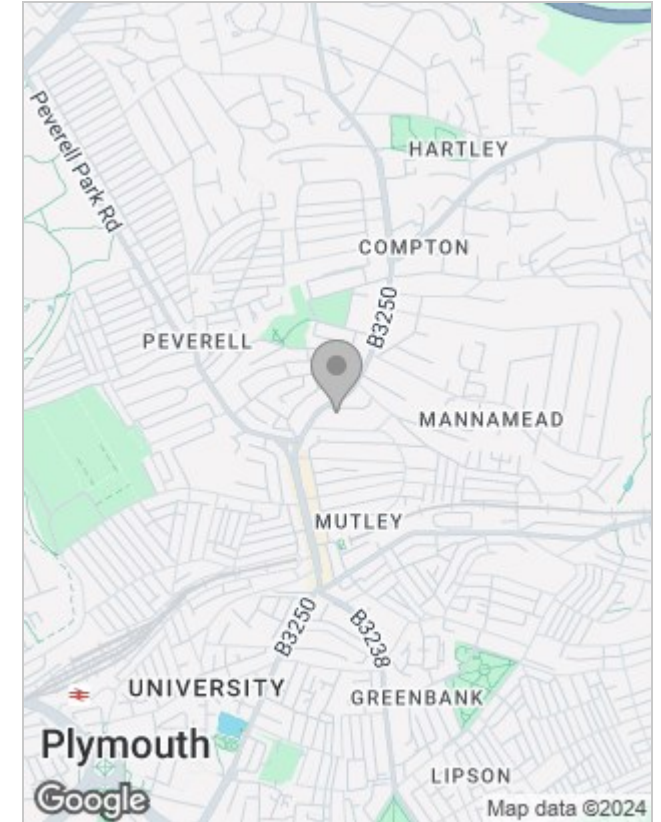 Peverell Park Rd
HARTLEY
COMPTON
B3250
PEVERELL
MANNAMEAD
MUTLEY
B3250
B3238
UNIVERSITY
GREENBANK
Plymouth
LIPSON
Google
Map data ©2024